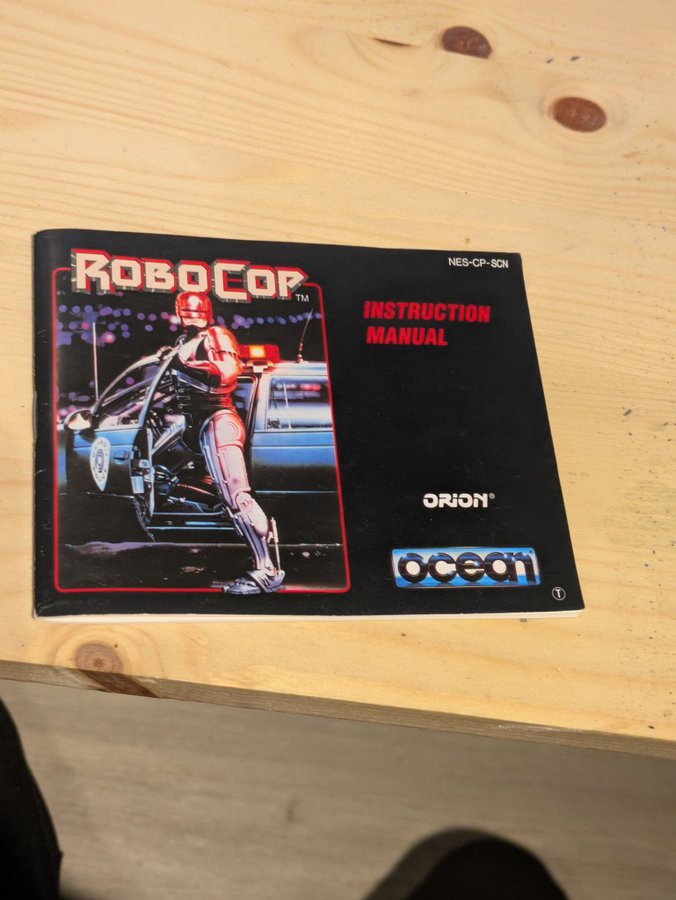 ROBOCOP
TM
NES-CP-SCN
INSTRUCTION
MANUAL
ORION®
ocean
T